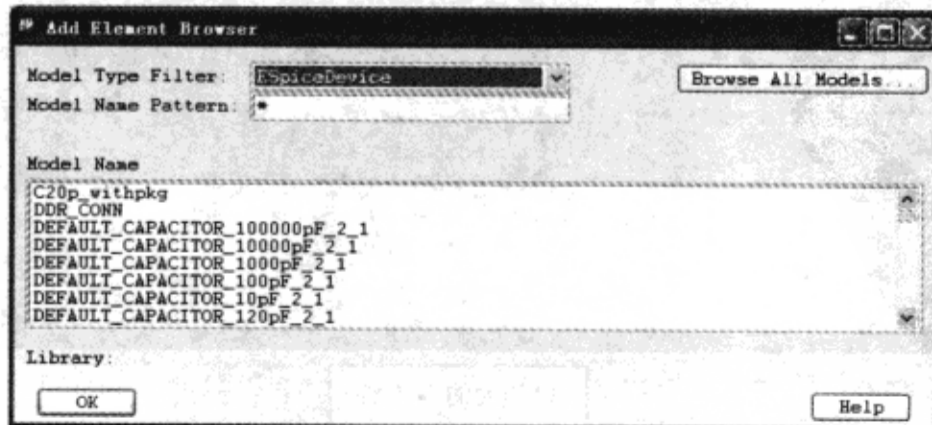 Add Element Browser
Model Type Filter: ESpiceDevice Browse All Models...
Model Name Pattern: *
Model Name
C20p_withpkg
DDR_CONN
DEFAULT_CAPACITOR_100000pF_2_1
DEFAULT_CAPACITOR_10000pF_2_1
DEFAULT_CAPACITOR_1000pF_2_1
DEFAULT_CAPACITOR_100pF_2_1
DEFAULT_CAPACITOR_10pF_2_1
DEFAULT_CAPACITOR_120pF_2_1
Library:
OK Help